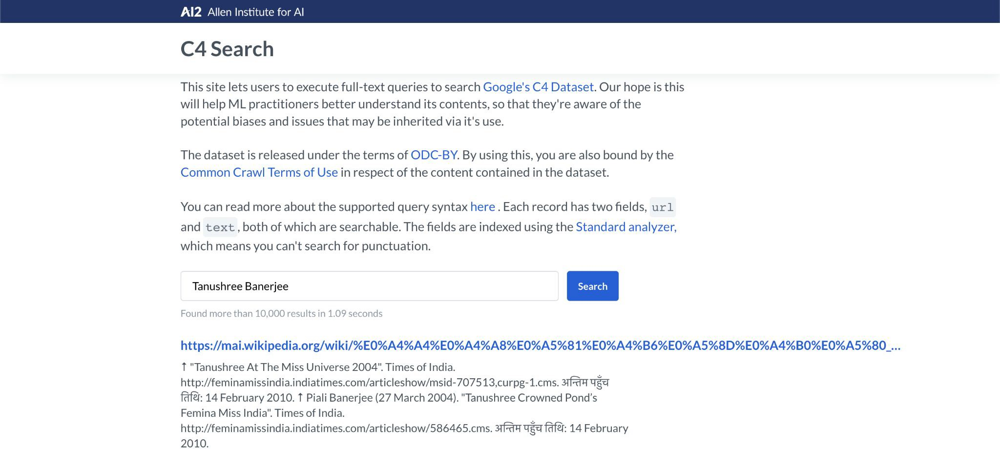 AI2 Allen Institute for AI
C4 Search
This site lets users to execute full-text queries to search Google's C4 Dataset. Our hope is this
will help ML practitioners better understand its contents, so that they're aware of the
potential biases and issues that may be inherited via it's use.
The dataset is released under the terms of ODC-BY. By using this, you are also bound by the
Common Crawl Terms of Use in respect of the content contained in the dataset.
You can read more about the supported query syntax here . Each record has two fields, url
and text, both of which are searchable. The fields are indexed using the Standard analyzer,
which means you can't search for punctuation.
Tanushree Banerjee
Search
Found more than 10,000 results in 1.09 seconds
https://mai.wikipedia.org/wiki/%E0%A4%A4%E0%A4%A8%E0%A5%81%E0%A4%B6%E0%A5%8D%E0%A4%B0%E0%A5%80_...
↑ "Tanushree At The Miss Universe 2004". Times of India.
http://feminamissindia.indiatimes.com/articleshow/msid-707513,curpg-1.cms. अन्तिम पहुँच
तिथि: 14 February 2010. ↑ Piali Banerjee (27 March 2004). "Tanushree Crowned Pond’s
Femina Miss India". Times of India.
http://feminamissindia.indiatimes.com/articleshow/586465.cms. अन्तिम पहुँच तिथि: 14 February
2010.